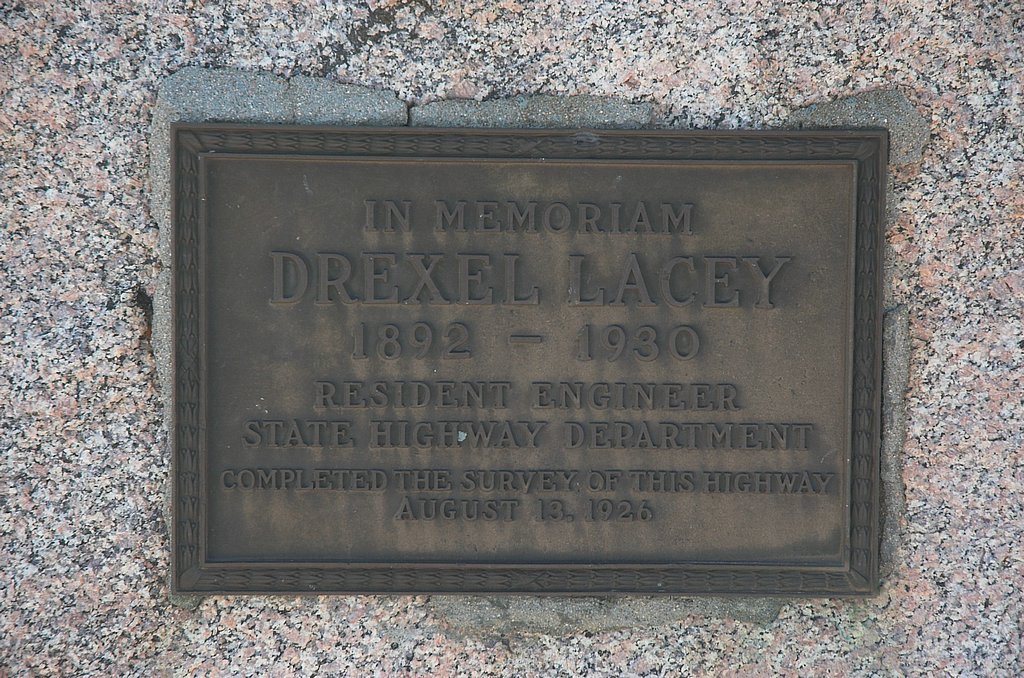 IN MEMORIAM
DREXEL LACEY
1892 – 1930
RESIDENT ENGINEER
STATE HIGHWAY DEPARTMENT
COMPLETED THE SURVEY OF THIS HIGHWAY
AUGUST 13, 1926